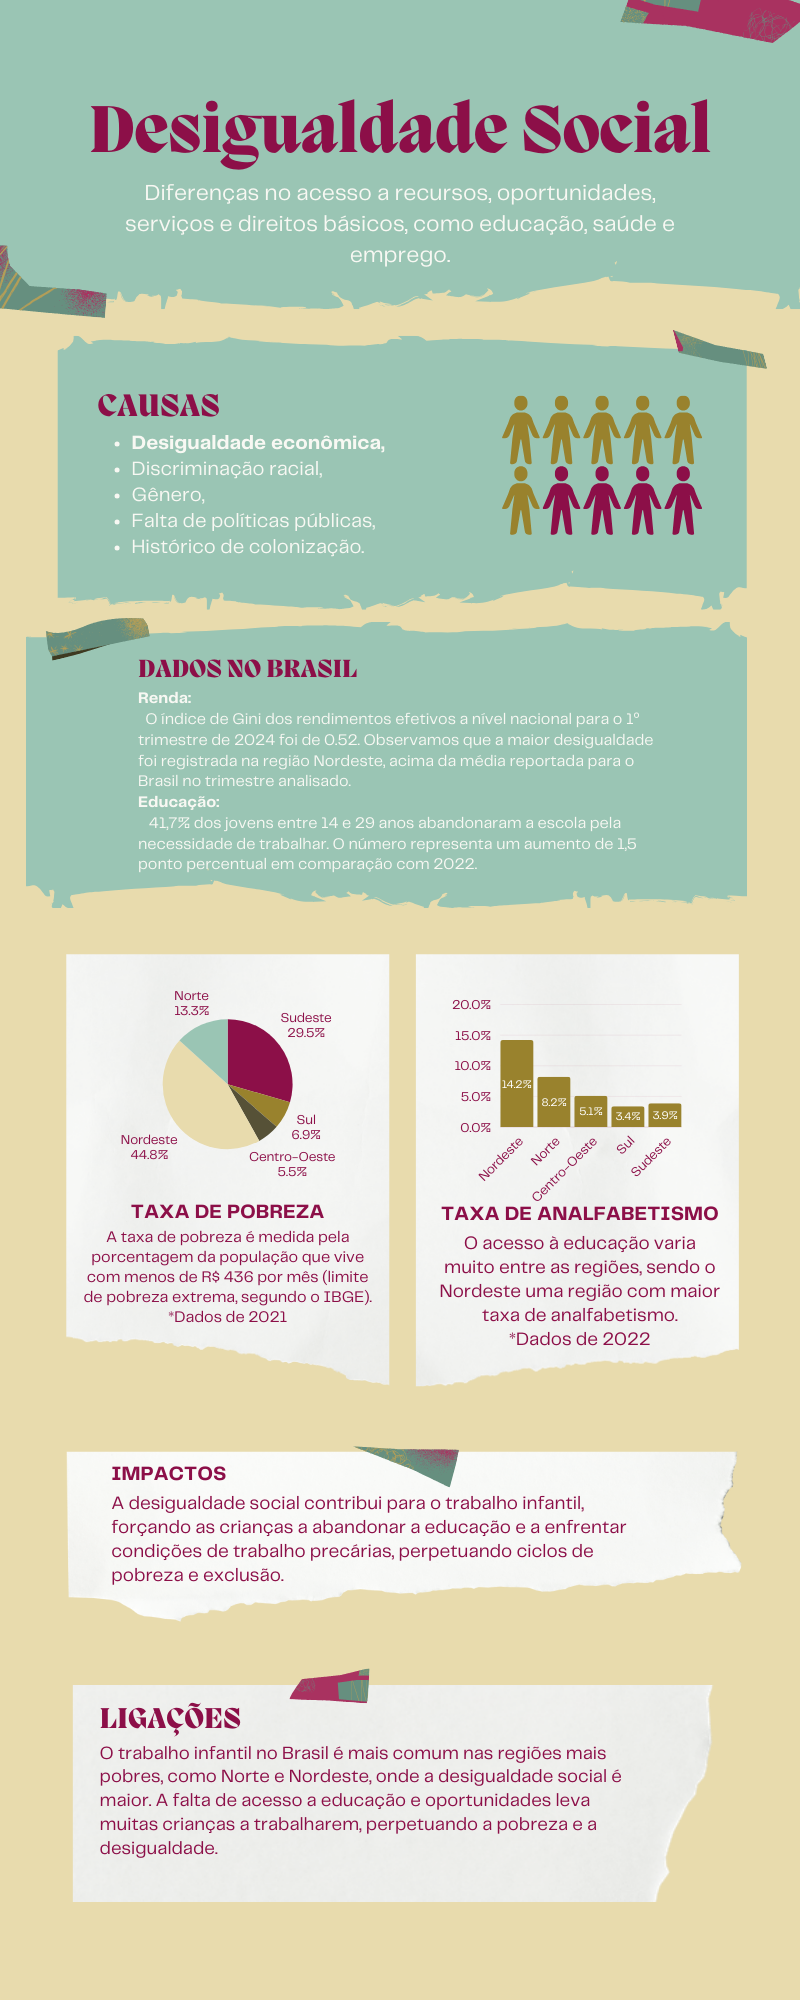 Desigualdade Social
Diferenças no acesso a recursos, oportunidades,
serviços e direitos básicos, como educação, saúde e
emprego.
CAUSAS
• Desigualdade econômica,
• Discriminação racial,
• Gênero,
• Falta de políticas públicas,
• Histórico de colonização.
DADOS NO BRASIL
Renda:
O índice de Gini dos rendimentos efetivos a nível nacional para o 1º
trimestre de 2024 foi de 0.52. Observamos que a maior desigualdade
foi registrada na região Nordeste, acima da média reportada para o
Brasil no trimestre analisado.
Educação:
41,7% dos jovens entre 14 e 29 anos abandonaram a escola pela
necessidade de trabalhar. O número representa um aumento de 1,5
ponto percentual em comparação com 2022.
Norte
13.3%
Sudeste
29.5%
Sul
6.9%
Nordeste
44.8%
Centro-Oeste
5.5%
TAXA DE POBREZA
A taxa de pobreza é medida pela
porcentagem da população que vive
com menos de R$ 436 por mês (limite
de pobreza extrema, segundo o IBGE).
*Dados de 2021
20.0%
15.0%
10.0%
5.0%
0.0%
14.2%
8.2%
5.1%
3.4%
3.9%
Nordeste
Norte
Centro-Oeste
Sul
Sudeste
TAXA DE ANALFABETISMO
O acesso à educação varia
muito entre as regiões, sendo o
Nordeste uma região com maior
taxa de analfabetismo.
*Dados de 2022
IMPACTOS
A desigualdade social contribui para o trabalho infantil,
forçando as crianças a abandonar a educação e a enfrentar
condições de trabalho precárias, perpetuando ciclos de
pobreza e exclusão.
LIGAÇÕES
O trabalho infantil no Brasil é mais comum nas regiões mais
pobres, como Norte e Nordeste, onde a desigualdade social é
maior. A falta de acesso a educação e oportunidades leva
muitas crianças a trabalharem, perpetuando a pobreza e a
desigualdade.